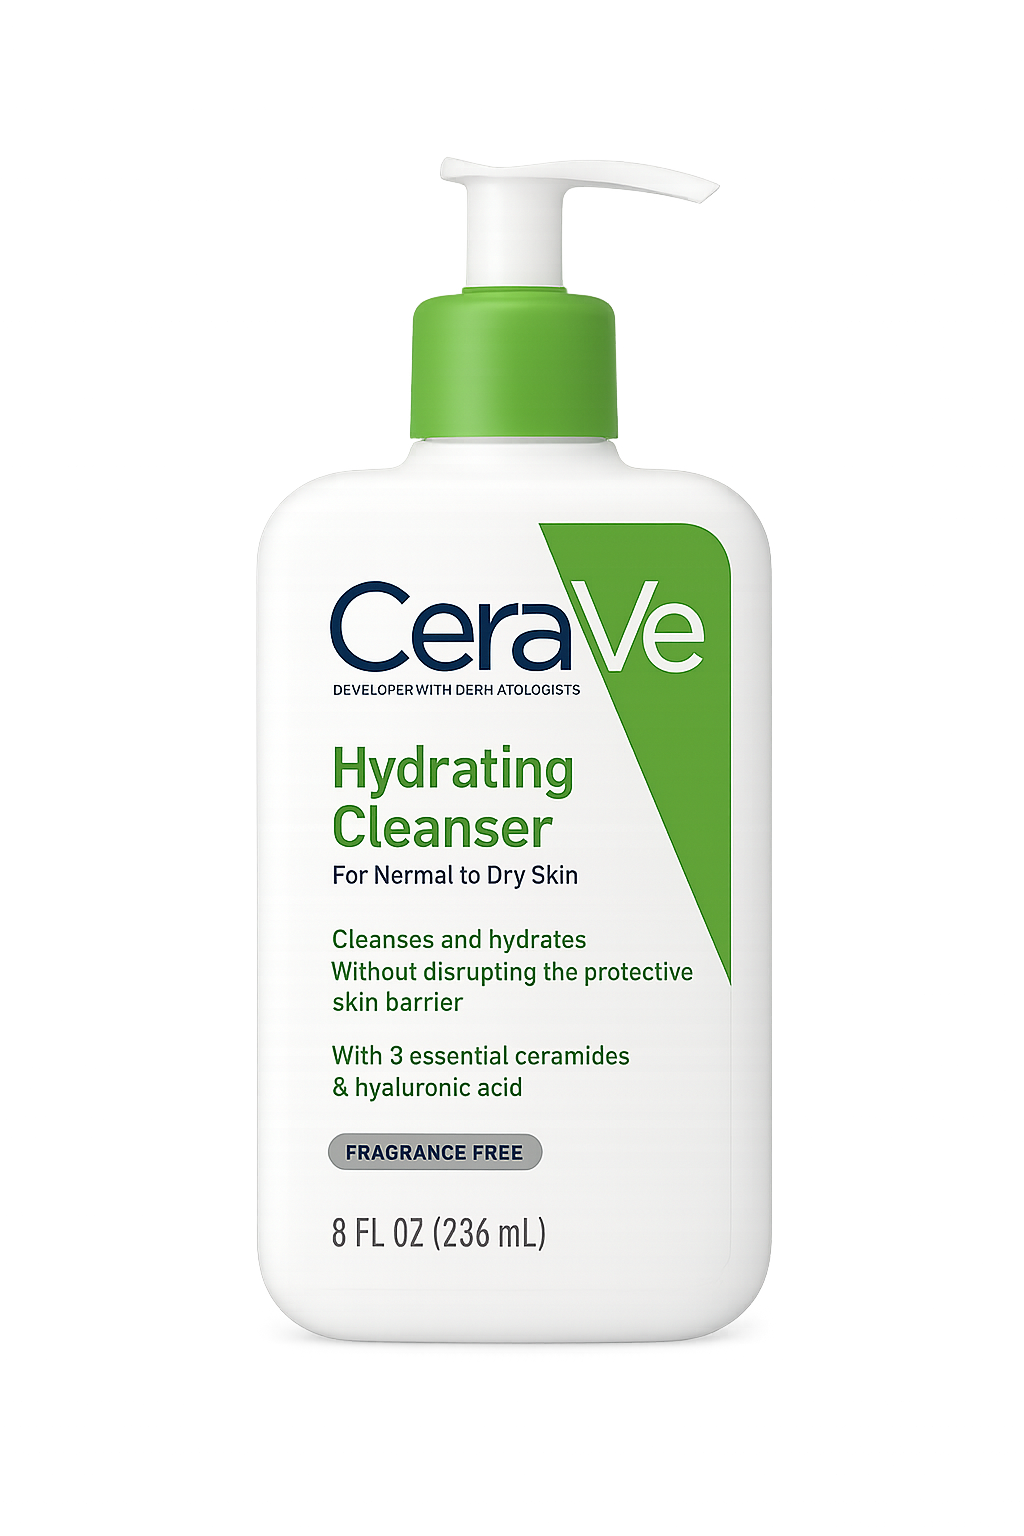 CeraVe
DEVELOPER WITH DERH ATOLOGISTS
Hydrating
Cleanser
For Nermal to Dry Skin
Cleanses and hydrates
Without disrupting the protective
skin barrier
With 3 essential ceramides
& hyaluronic acid
FRAGRANCE FREE
8 FL OZ (236 mL)